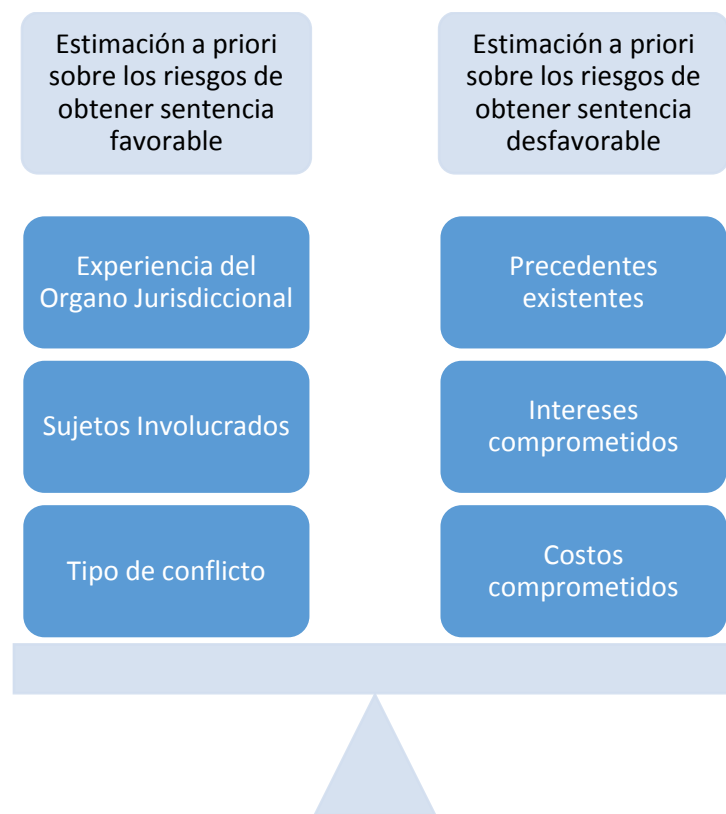 Estimación a priori
sobre los riesgos de
obtener sentencia
favorable
Estimación a priori
sobre los riesgos de
obtener sentencia
desfavorable
Experiencia del
Organo Jurisdiccional
Precedentes
existentes
Sujetos Involucrados
Intereses
comprometidos
Tipo de conflicto
Costos
comprometidos